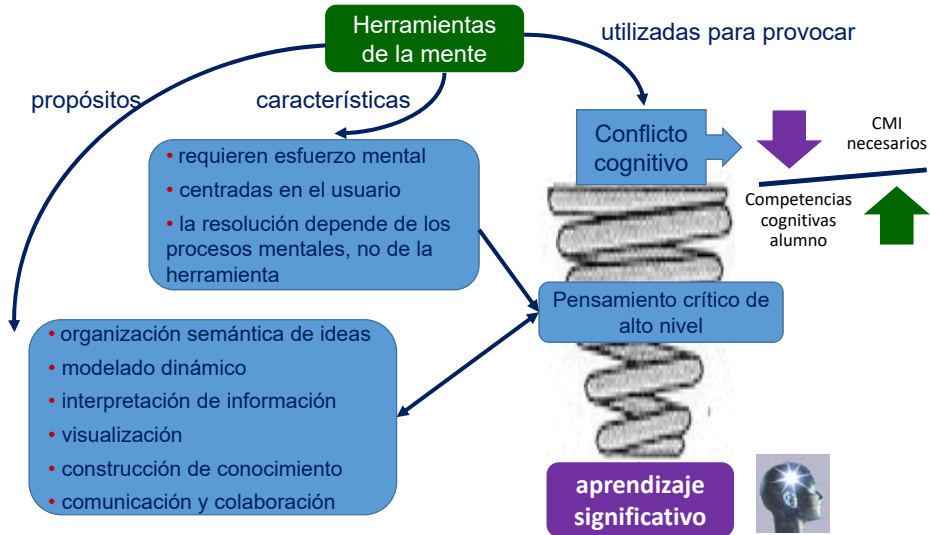 Herramientas
de la mente
utilizadas para provocar
propósitos
características
• requieren esfuerzo mental
• centradas en el usuario
• la resolución depende de los
procesos mentales, no de la
herramienta
Conflicto
cognitivo
CMI
necesarios
Competencias
cognitivas
alumno
Pensamiento crítico de
alto nivel
• organización semántica de ideas
• modelado dinámico
• interpretación de información
• visualización
• construcción de conocimiento
• comunicación y colaboración
aprendizaje
significativo